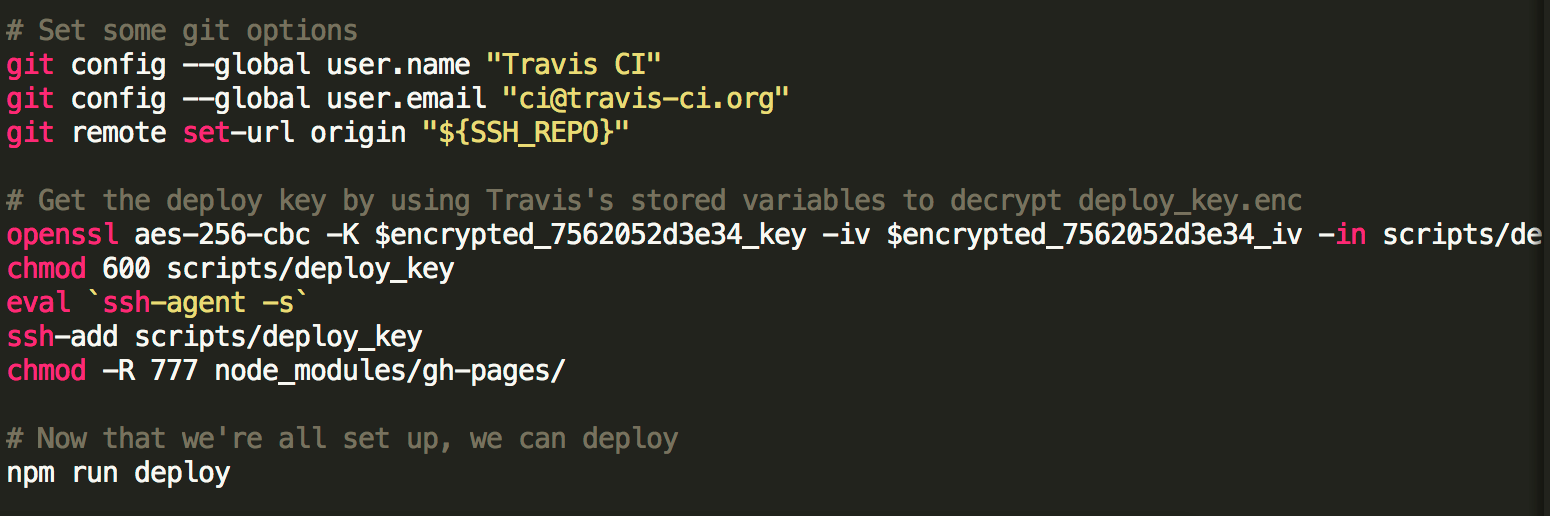 # Set some git options
git config --global user.name "Travis CI"
git config --global user.email "ci@travis-ci.org"
git remote set-url origin "${SSH_REPO}"
# Get the deploy key by using Travis's stored variables to decrypt deploy_key.enc
openssl aes-256-cbc -K $encrypted_7562052d3e34_key -iv $encrypted_7562052d3e34_iv -in scripts/de
chmod 600 scripts/deploy_key
eval `ssh-agent -s`
ssh-add scripts/deploy_key
chmod -R 777 node_modules/gh-pages/
# Now that we're all set up, we can deploy
npm run deploy